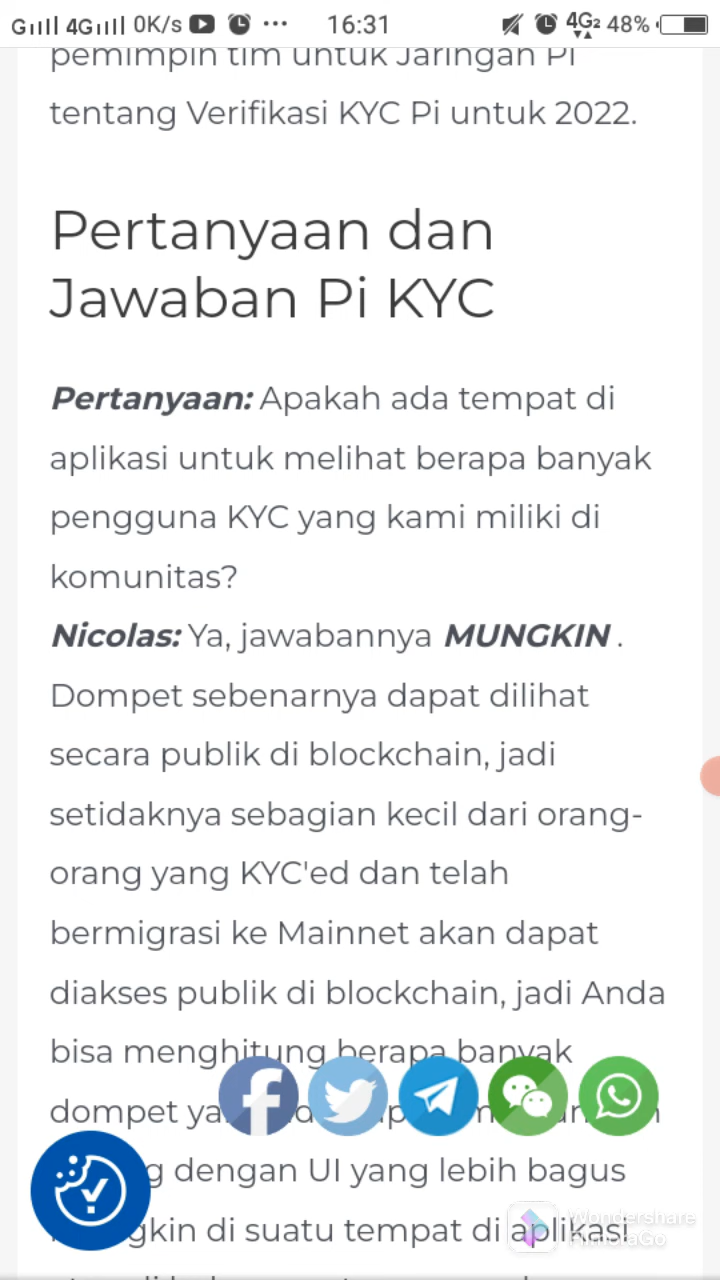 4G 4G 0K/s 16:31 4G2 48%
pemimpin tim untuk Jaringan Pi
tentang Verifikasi KYC Pi untuk 2022.
Pertanyaan dan
Jawaban Pi KYC
Pertanyaan: Apakah ada tempat di
aplikasi untuk melihat berapa banyak
pengguna KYC yang kami miliki di
komunitas?
Nicolas: Ya, jawabannya MUNGKIN .
Dompet sebenarnya dapat dilihat
secara publik di blockchain, jadi
setidaknya sebagian kecil dari orang-
orang yang KYC'ed dan telah
bermigrasi ke Mainnet akan dapat
diakses publik di blockchain, jadi Anda
bisa menghitung berapa banyak
dompet
dengan UI yang lebih bagus
di suatu tempat di aplikasi
Wondershare
FilmoraGo